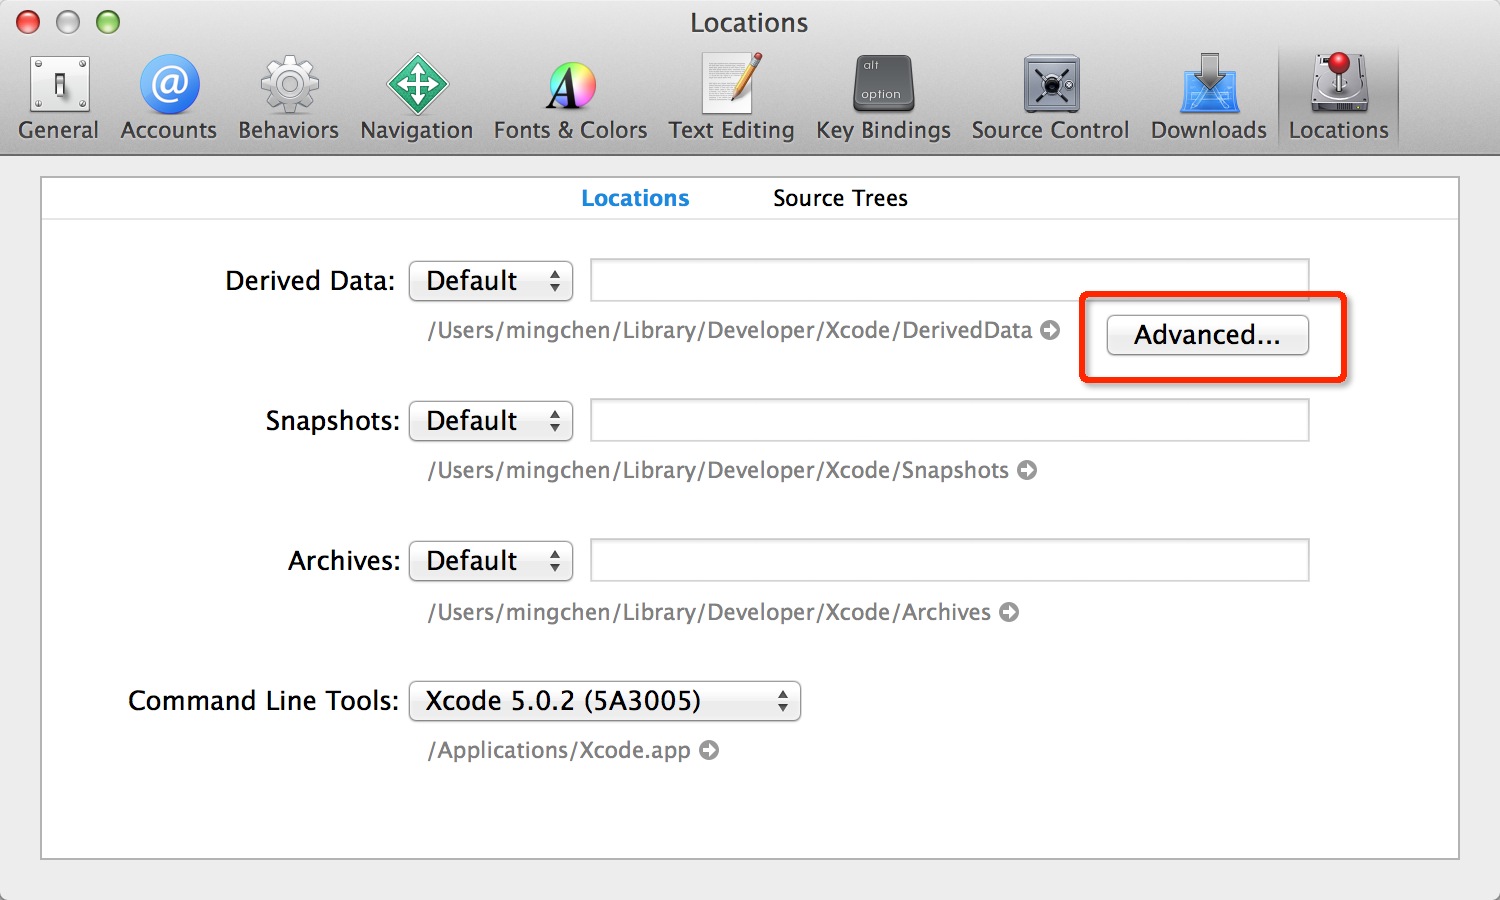 Locations
General Accounts Behaviors Navigation Fonts & Colors Text Editing alt option Key Bindings Source Control Downloads Locations
Locations Source Trees
Derived Data: Default
/Users/mingchen/Library/Developer/Xcode/DerivedData Advanced...
Snapshots: Default
/Users/mingchen/Library/Developer/Xcode/Snapshots
Archives: Default
/Users/mingchen/Library/Developer/Xcode/Archives
Command Line Tools: Xcode 5.0.2 (5A3005)
/Applications/Xcode.app